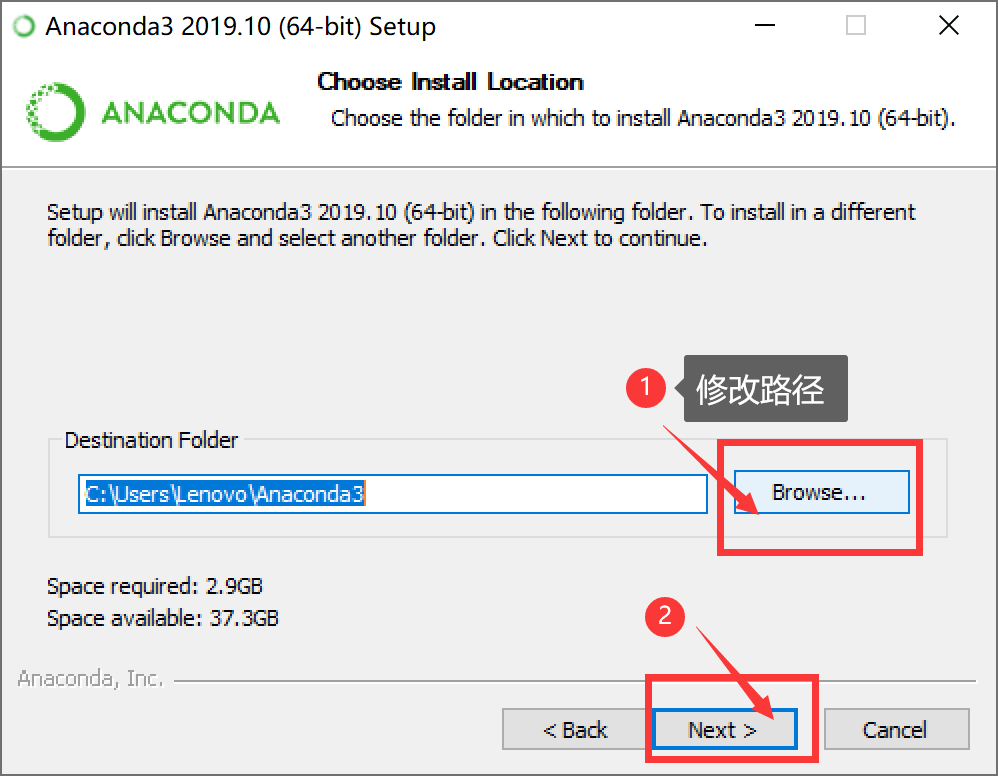 Anaconda3 2019.10 (64-bit) Setup
ANACONDA
Choose Install Location
Choose the folder in which to install Anaconda3 2019.10 (64-bit).
Setup will install Anaconda3 2019.10 (64-bit) in the following folder. To install in a different
folder, click Browse and select another folder. Click Next to continue.
1
修改路径
Destination Folder
C:\Users\Lenovo\Anaconda3
Browse...
Space required: 2.9GB
Space available: 37.3GB
2
Anaconda, Inc.
< Back
Next >
Cancel